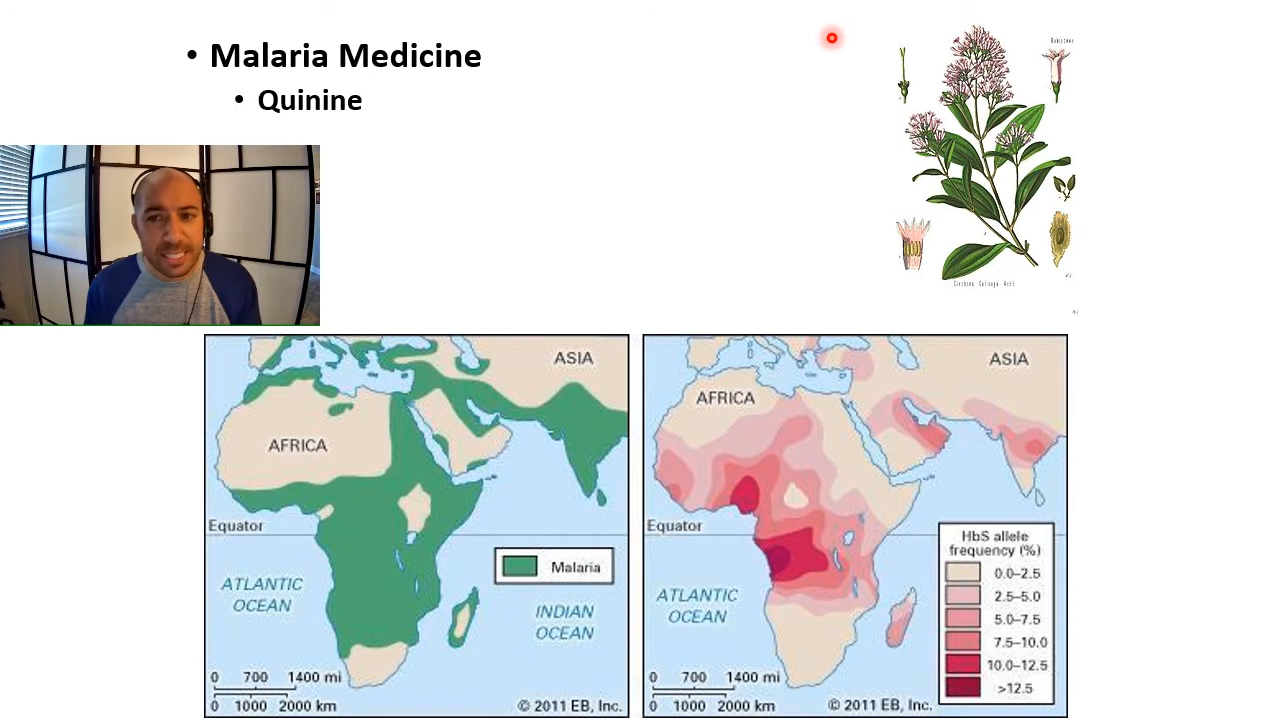 • Malaria Medicine
• Quinine
ASIA
AFRICA
Equator
Malaria
ATLANTIC
OCEAN
INDIAN
OCEAN
0 700 1400 mi
0 1000 2000 km
© 2011 EB, Inc.
ASIA
AFRICA
Equator
HbS allele
frequency (%)
0.0–2.5
2.5–5.0
5.0–7.5
7.5–10.0
10.0–12.5
>12.5
ATLANTIC
OCEAN
0 700 1400 mi
0 1000 2000 km
© 2011 EB, Inc.